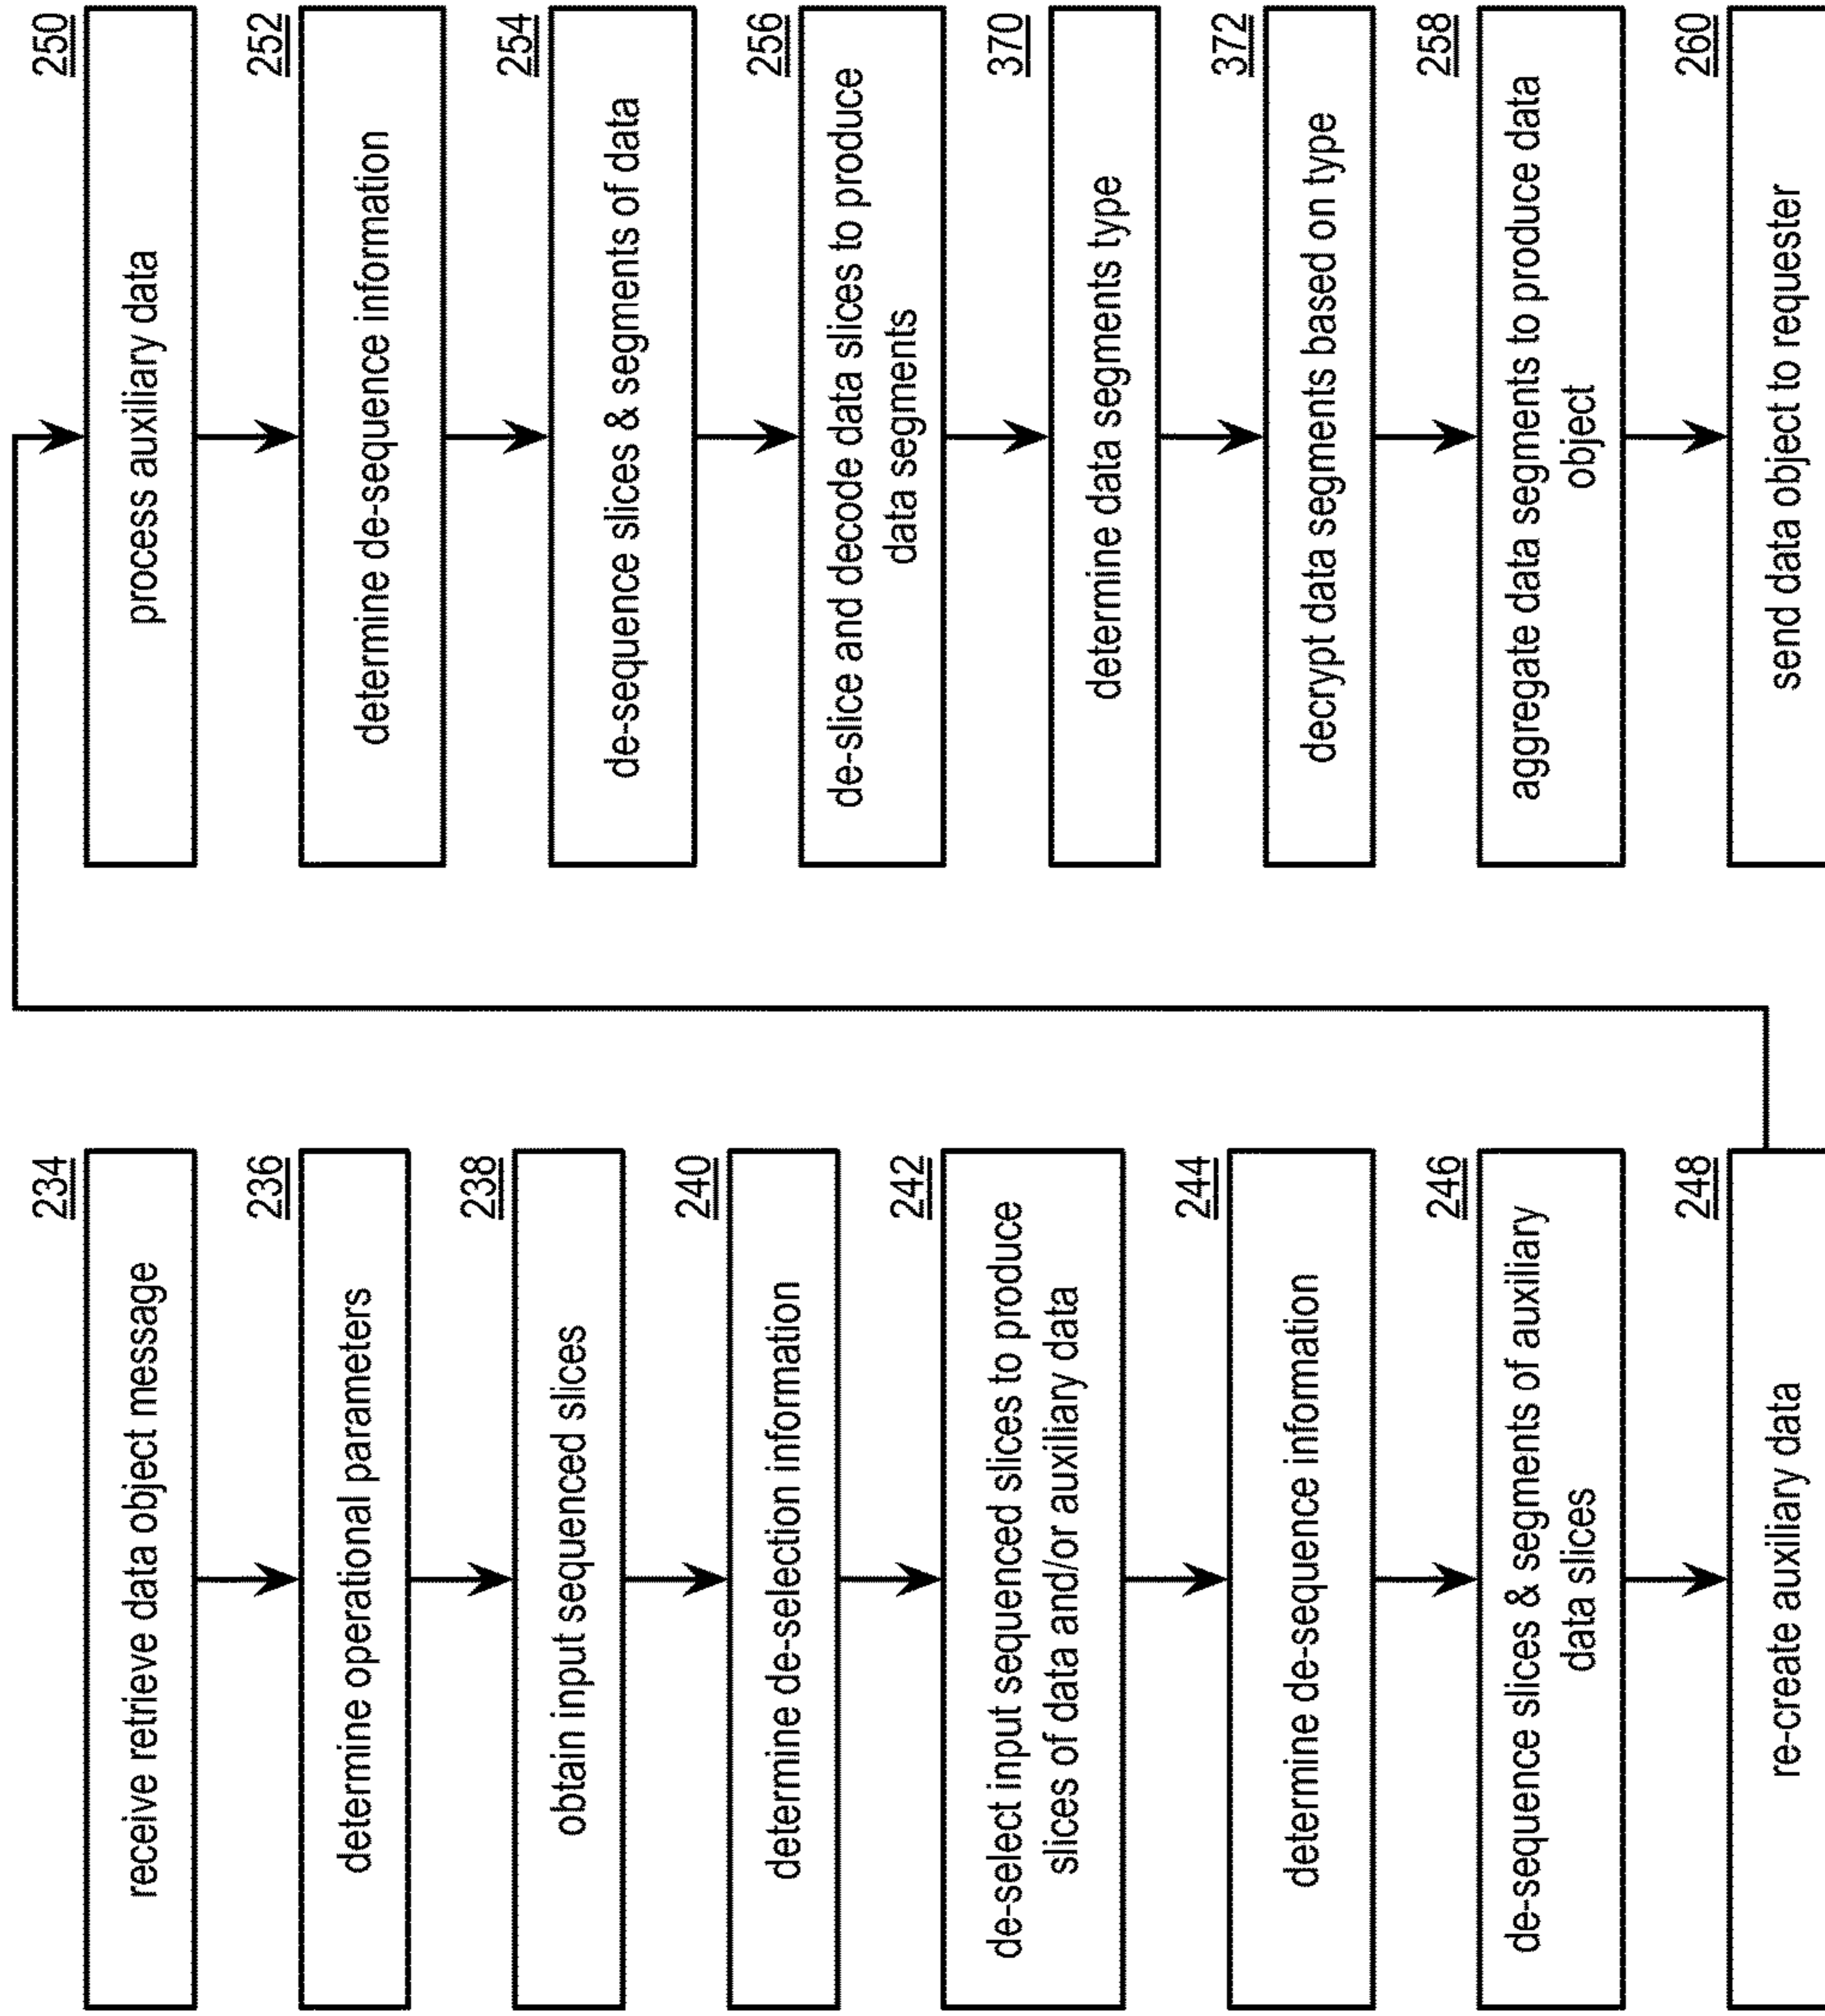 234
receive retrieve data object message
236
determine operational parameters
238
obtain input sequenced slices
240
determine de-selection information
242
de-select input sequenced slices to produce
slices of data and/or auxiliary data
244
determine de-sequence information
246
de-sequence slices & segments of auxiliary
data slices
248
re-create auxiliary data
250
process auxiliary data
252
determine de-sequence information
254
de-sequence slices & segments of data
256
de-slice and decode data slices to produce
data segments
370
determine data segments type
372
decrypt data segments based on type
258
aggregate data segments to produce data
object
260
send data object to requester